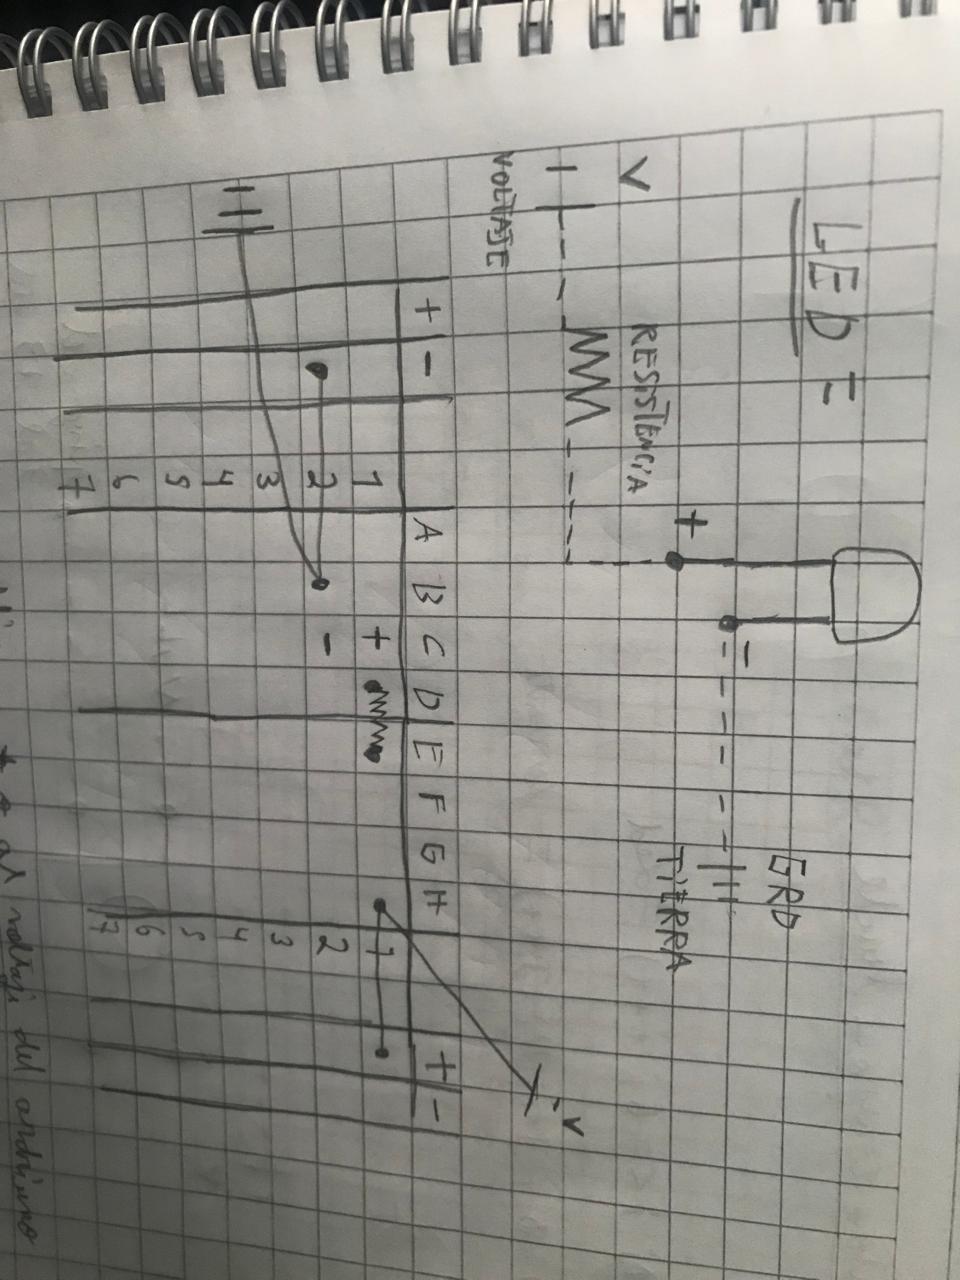 LED =
+ -
V RESISTENCIA GRD
VOLTAJE TIERRA
+ - A B C D E F G H + -
V
1 + 1
2 - 2
3 3
4 4
5 5
6 6
7 7
al voltaje del